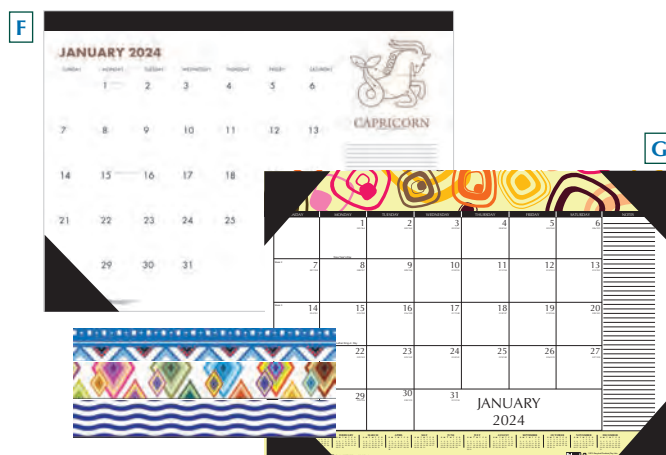 F
JANUARY 2024
SUNDAY MONDAY TUESDAY WEDNESDAY THURSDAY FRIDAY SATURDAY
1 2 3 4 5 6
CAPRICORN
7 8 9 10 11 12 13
14 15 16 17 18
21 22 23 24 25
29 30 31
G
MONDAY TUESDAY WEDNESDAY THURSDAY FRIDAY SATURDAY NOTES
1 2 3 4 5 6
7 8 9 10 11 12 13
14 15 16 17 18 19 20
22 23 24 25 26 27
29 30 31
JANUARY
2024